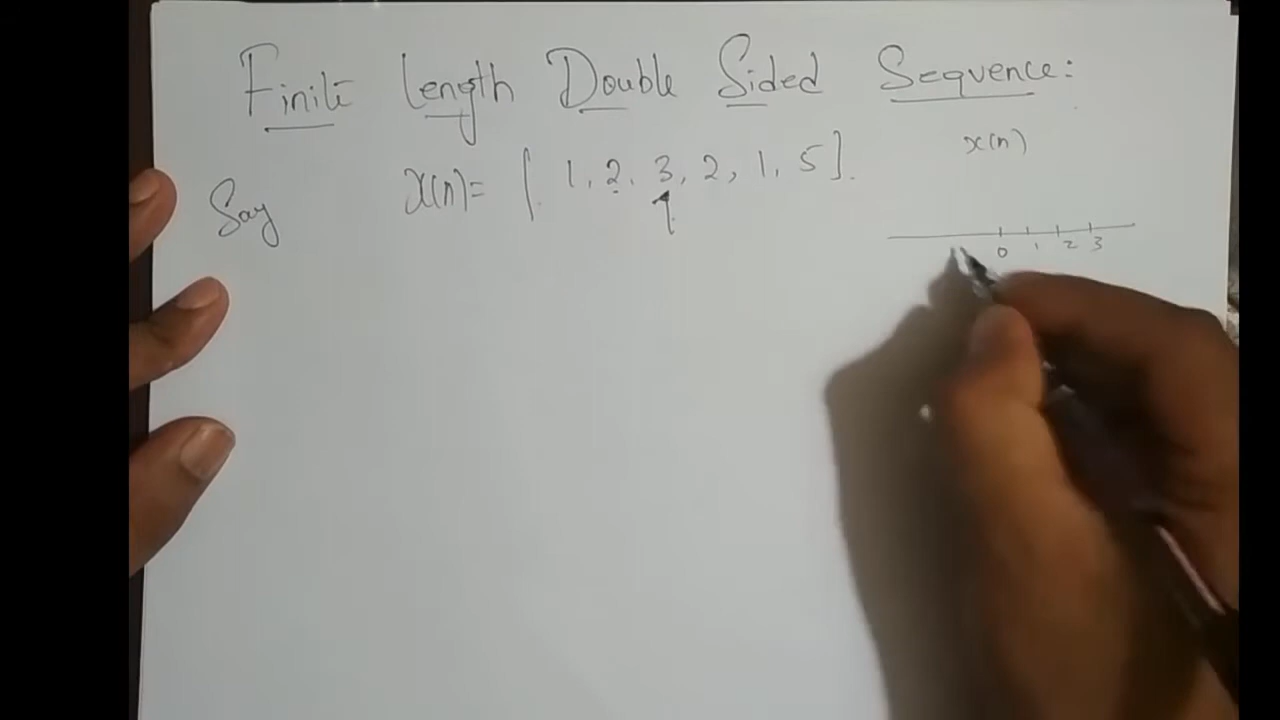 Finite Length Double Sided Sequence:
Say x(n) = [ 1, 2, 3, 2, 1, 5 ].
x(n)
0 1 2 3